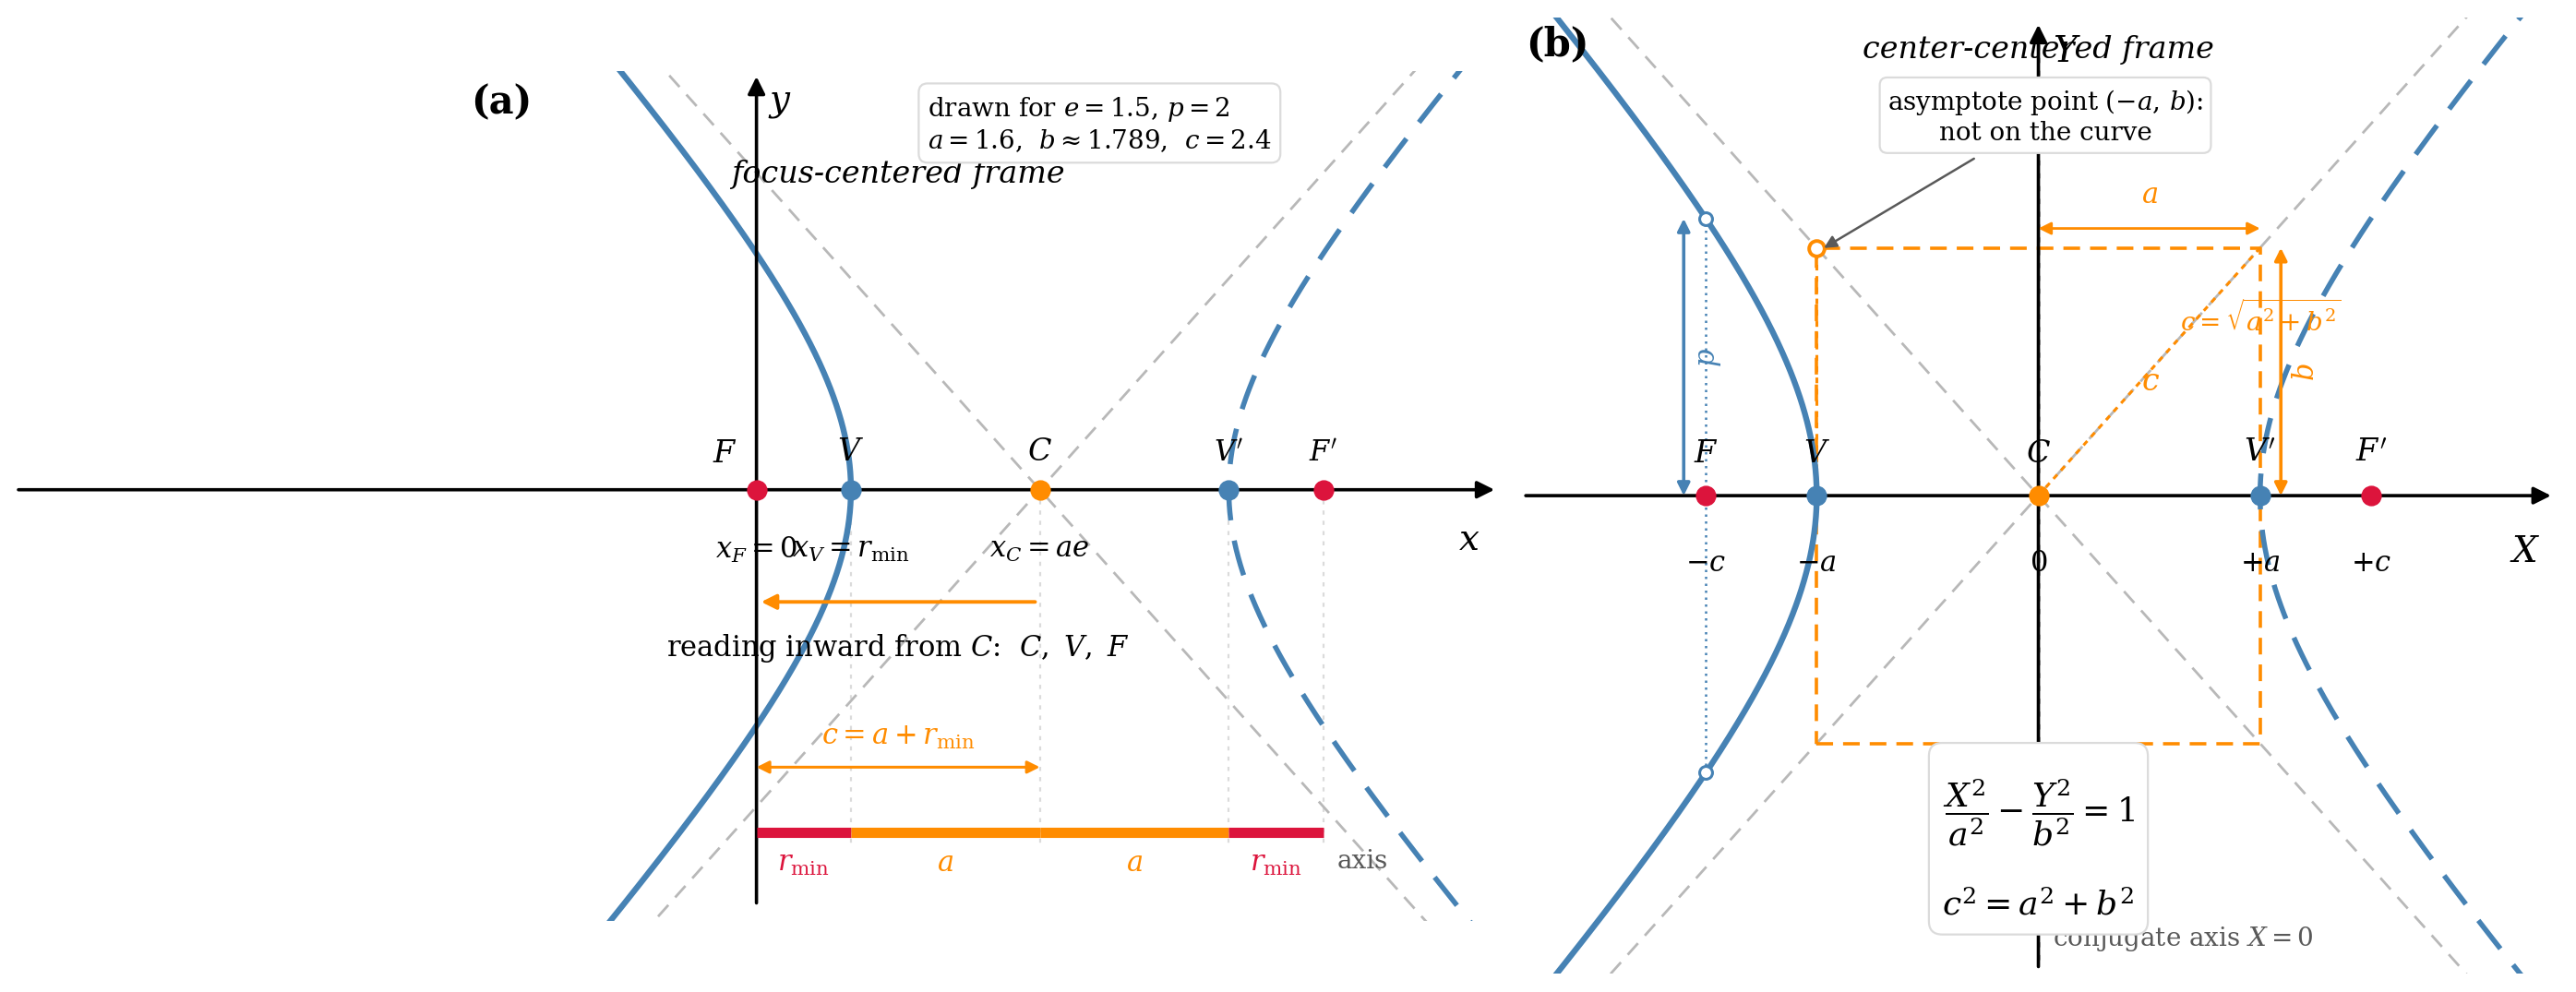 (a)
y
drawn for e = 1.5, p = 2
a = 1.6, b ≈ 1.789, c = 2.4
focus-centered frame
F
V
C
V′
F′
x
x_F = 0
x_V = r_min
x_C = ae
reading inward from C: C, V, F
c = a + r_min
r_min
a
a
r_min
axis
(b)
center-centered frame
Y
asymptote point (−a, b):
not on the curve
a
p
c = √(a² + b²)
b
c
F
V
C
V′
F′
X
−c
−a
0
+a
+c
X²/a² − Y²/b² = 1
c² = a² + b²
conjugate axis X = 0